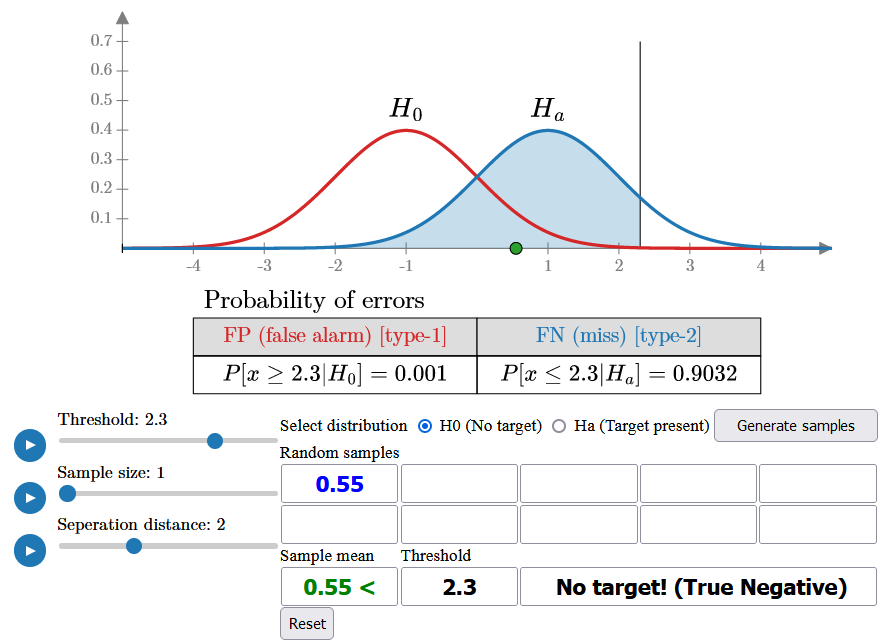 0.7
0.6
0.5
0.4
0.3
0.2
0.1
H₀ Hₐ
-4 -3 -2 -1 1 2 3 4
Probability of errors
FP (false alarm) [type-1] FN (miss) [type-2]
P[x ≥ 2.3|H₀] = 0.001 P[x ≤ 2.3|Hₐ] = 0.9032
Threshold: 2.3
Sample size: 1
Seperation distance: 2
Select distribution H0 (No target) Ha (Target present) Generate samples
Random samples
0.55
Sample mean Threshold
0.55 < 2.3 No target! (True Negative)
Reset